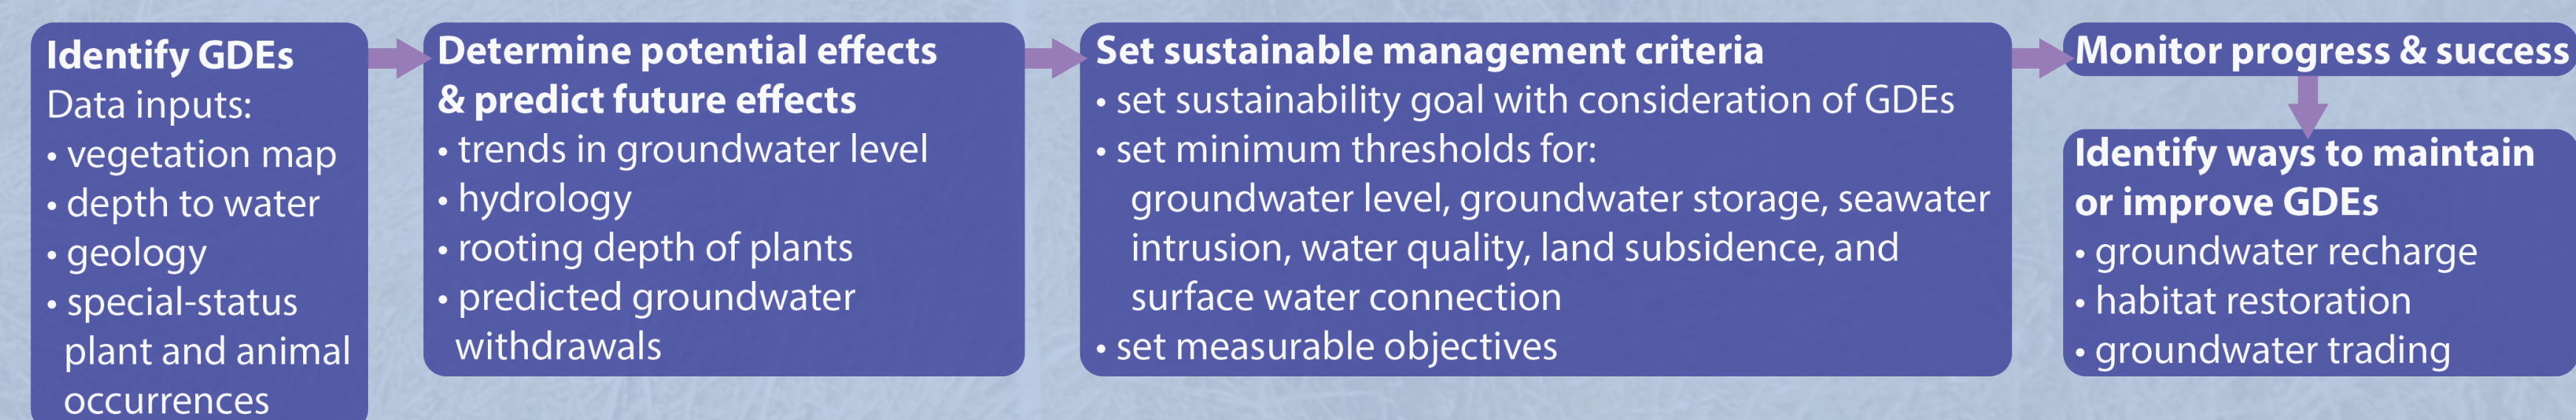 Identify GDEs
Data inputs:
• vegetation map
• depth to water
• geology
• special-status
plant and animal
occurrences
Determine potential effects
& predict future effects
• trends in groundwater level
• hydrology
• rooting depth of plants
• predicted groundwater
withdrawals
Set sustainable management criteria
• set sustainability goal with consideration of GDEs
• set minimum thresholds for:
groundwater level, groundwater storage, seawater
intrusion, water quality, land subsidence, and
surface water connection
• set measurable objectives
Monitor progress & success
Identify ways to maintain
or improve GDEs
• groundwater recharge
• habitat restoration
• groundwater trading